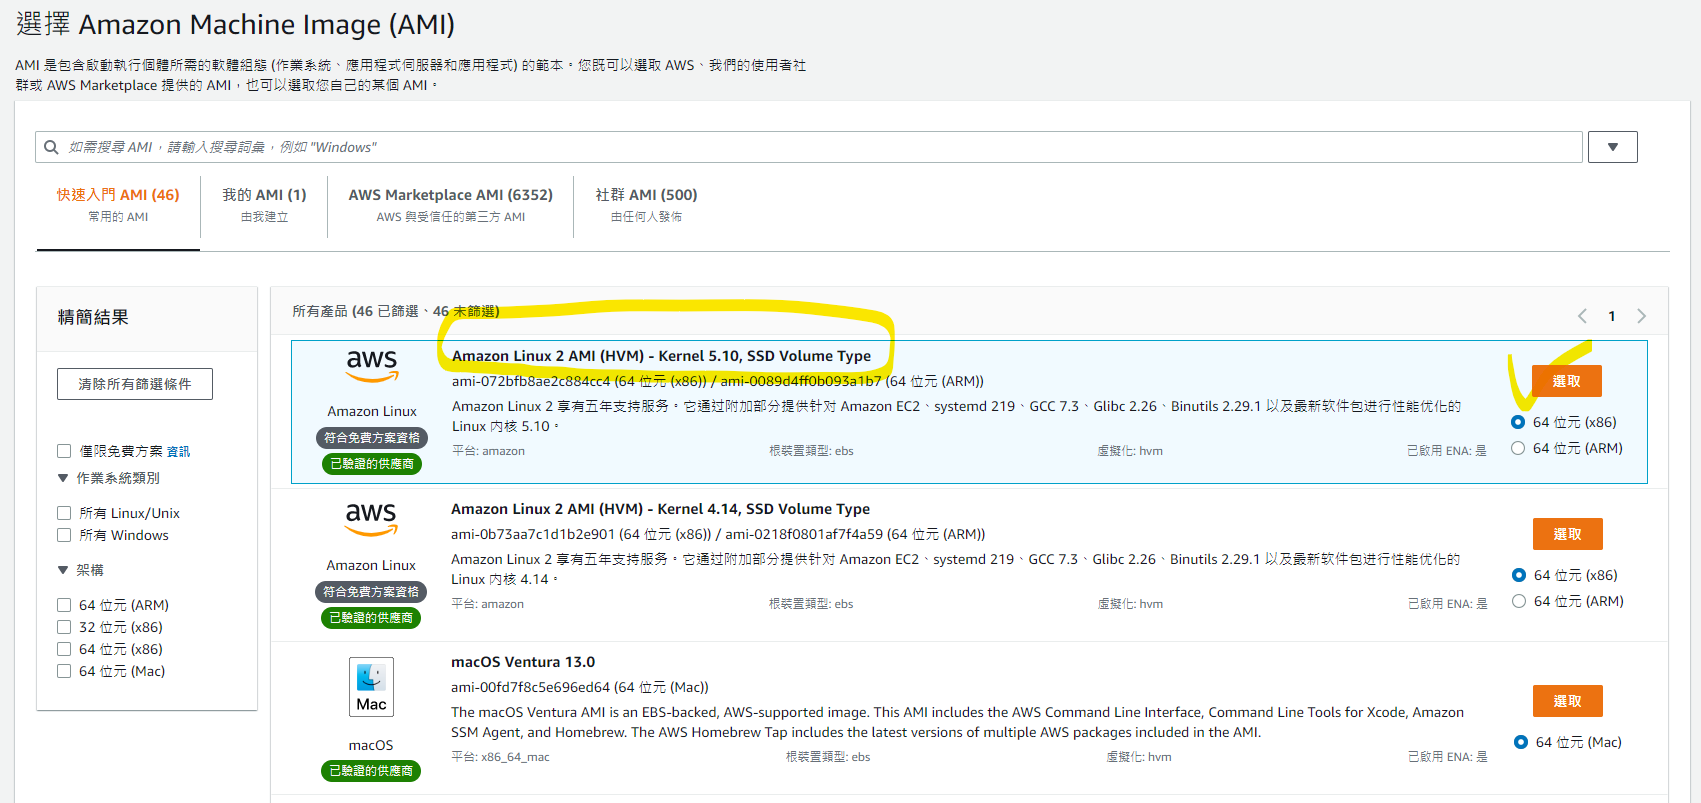 選擇 Amazon Machine Image (AMI)
AMI 是包含啟動執行個體所需的軟體組態 (作業系統、應用程式伺服器和應用程式) 的範本。您既可以選取 AWS、我們的使用者社
群或 AWS Marketplace 提供的 AMI，也可以選取您自己的某個 AMI。
如需搜尋 AMI，請輸入搜尋詞彙，例如 "Windows"
快速入門 AMI (46)
常用的 AMI
我的 AMI (1)
由我建立
AWS Marketplace AMI (6352)
AWS 與受信任的第三方 AMI
社群 AMI (500)
由任何人發佈
精簡結果
清除所有篩選條件
僅限免費方案 資訊
作業系統類別
所有 Linux/Unix
所有 Windows
架構
64 位元 (ARM)
32 位元 (x86)
64 位元 (x86)
64 位元 (Mac)
所有產品 (46 已篩選、46 未篩選)
1
aws
Amazon Linux
符合免費方案資格
已驗證的供應商
Amazon Linux 2 AMI (HVM) - Kernel 5.10, SSD Volume Type
ami-072bfb8ae2c884cc4 (64 位元 (x86)) / ami-0089d4ff0b093a1b7 (64 位元 (ARM))
Amazon Linux 2 享有五年支持服务。它通过附加部分提供针对 Amazon EC2、systemd 219、GCC 7.3、Glibc 2.26、Binutils 2.29.1 以及最新软件包进行性能优化的
Linux 内核 5.10。
平台: amazon
根裝置類型: ebs
虛擬化: hvm
已啟用 ENA: 是
選取
64 位元 (x86)
64 位元 (ARM)
aws
Amazon Linux
符合免費方案資格
已驗證的供應商
Amazon Linux 2 AMI (HVM) - Kernel 4.14, SSD Volume Type
ami-0b73aa7c1d1b2e901 (64 位元 (x86)) / ami-0218f0801af7f4a59 (64 位元 (ARM))
Amazon Linux 2 享有五年支持服务。它通过附加部分提供针对 Amazon EC2、systemd 219、GCC 7.3、Glibc 2.26、Binutils 2.29.1 以及最新软件包进行性能优化的
Linux 内核 4.14。
平台: amazon
根裝置類型: ebs
虛擬化: hvm
已啟用 ENA: 是
選取
64 位元 (x86)
64 位元 (ARM)
Mac
macOS
已驗證的供應商
macOS Ventura 13.0
ami-00fd7f8c5e696ed64 (64 位元 (Mac))
The macOS Ventura AMI is an EBS-backed, AWS-supported image. This AMI includes the AWS Command Line Interface, Command Line Tools for Xcode, Amazon
SSM Agent, and Homebrew. The AWS Homebrew Tap includes the latest versions of multiple AWS packages included in the AMI.
平台: x86_64_mac
根裝置類型: ebs
虛擬化: hvm
已啟用 ENA: 是
選取
64 位元 (Mac)